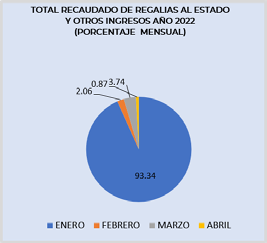 TOTAL RECAUDADO DE REGALIAS AL ESTADO
Y OTROS INGRESOS AÑO 2022
(PORCENTAJE MENSUAL)
0.87 3.74
2.06
93.34
ENERO FEBRERO MARZO ABRIL